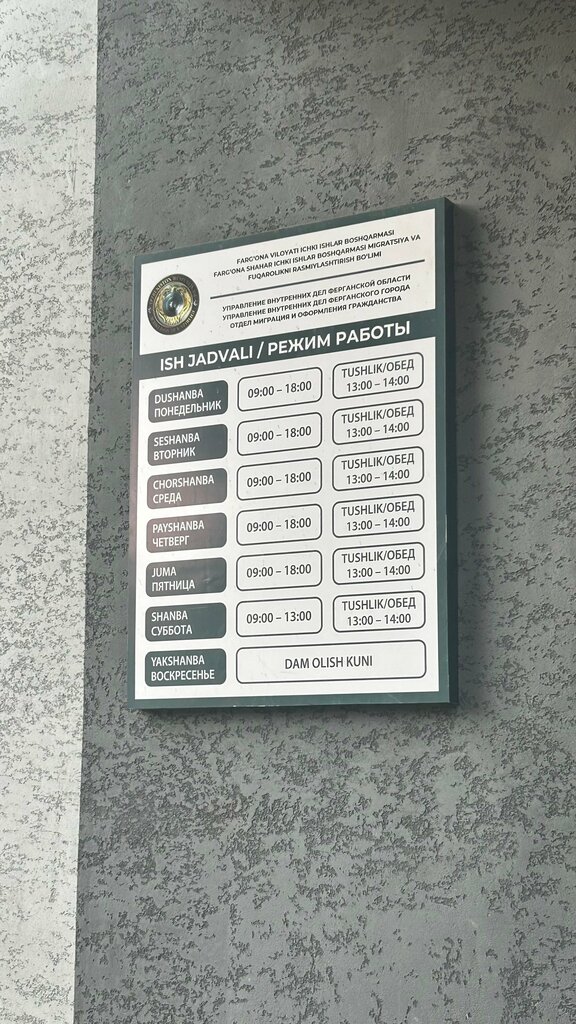 FARG'ONA VILOYATI ICHKI ISHLAR BOSHQARMASI
FARG'ONA SHAHAR ICHKI ISHLAR BOSHQARMASI MIGRATSIYA VA
FUQAROLIKNI RASMIYLASHTIRISH BO'LIMI
УПРАВЛЕНИЕ ВНУТРЕННИХ ДЕЛ ФЕРГАНСКОЙ ОБЛАСТИ
УПРАВЛЕНИЕ ВНУТРЕННИХ ДЕЛ ФЕРГАНСКОГО ГОРОДА
ОТДЕЛ МИГРАЦИЯ И ОФОРМЛЕНИЯ ГРАЖДАНСТВА
ISH JADVALI / РЕЖИМ РАБОТЫ
DUSHANBA
ПОНЕДЕЛЬНИК
09:00 – 18:00
TUSHLIK/ОБЕД
13:00 – 14:00
SESHANBA
ВТОРНИК
09:00 – 18:00
TUSHLIK/ОБЕД
13:00 – 14:00
CHORSHANBA
СРЕДА
09:00 – 18:00
TUSHLIK/ОБЕД
13:00 – 14:00
PAYSHANBA
ЧЕТВЕРГ
09:00 – 18:00
TUSHLIK/ОБЕД
13:00 – 14:00
JUMA
ПЯТНИЦА
09:00 – 18:00
TUSHLIK/ОБЕД
13:00 – 14:00
SHANBA
СУББОТА
09:00 – 13:00
TUSHLIK/ОБЕД
13:00 – 14:00
YAKSHANBA
ВОСКРЕСЕНЬЕ
DAM OLISH KUNI